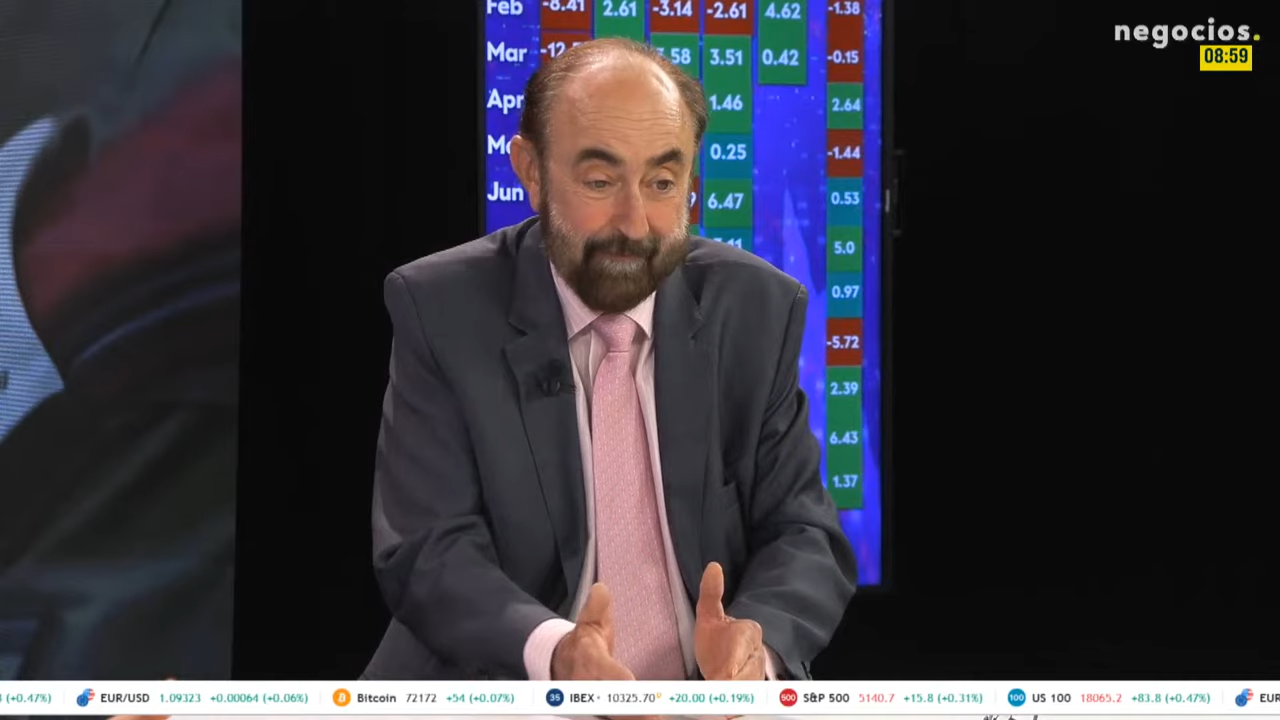 negocios.
08:59
Feb -8.41 2.61 -3.14 -2.61 4.62 -1.38
Mar 3.51 0.42 -0.15
Apr 1.46 2.64
0.25 -1.44
Jun 6.47 0.53
5.0
0.97
-5.72
2.39
6.43
1.37
(+0.47%) EUR/USD 1.09323 +0.00064 (+0.06%) Bitcoin 72172 +54 (+0.07%) 35 IBEX 10325.70 +20.00 (+0.19%) 500 S&P 500 5140.7 +15.8 (+0.31%) 100 US 100 18065.2 +83.8 (+0.47%)